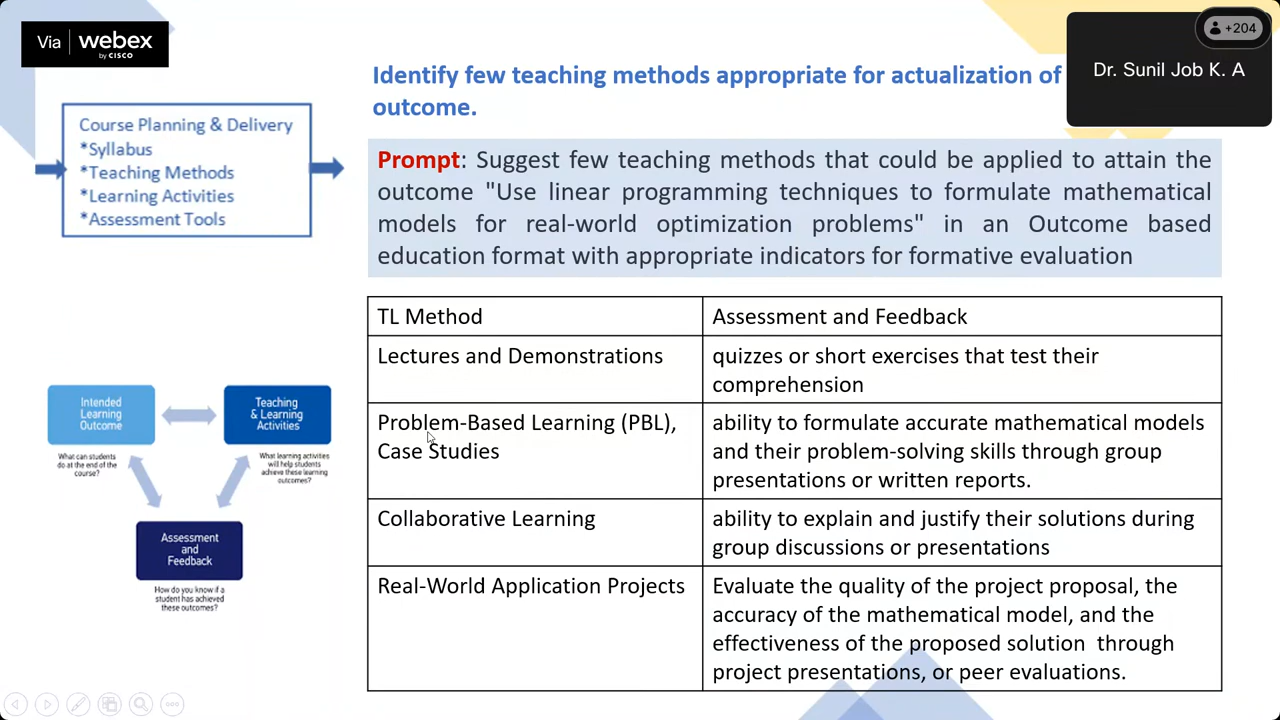 Via webex
by CISCO
+204
Dr. Sunil Job K. A
Identify few teaching methods appropriate for actualization of
outcome.
Course Planning & Delivery
*Syllabus
*Teaching Methods
*Learning Activities
*Assessment Tools
Prompt: Suggest few teaching methods that could be applied to attain the
outcome "Use linear programming techniques to formulate mathematical
models for real-world optimization problems" in an Outcome based
education format with appropriate indicators for formative evaluation
TL Method
Assessment and Feedback
Lectures and Demonstrations
quizzes or short exercises that test their
comprehension
Problem-Based Learning (PBL),
Case Studies
ability to formulate accurate mathematical models
and their problem-solving skills through group
presentations or written reports.
Collaborative Learning
ability to explain and justify their solutions during
group discussions or presentations
Real-World Application Projects
Evaluate the quality of the project proposal, the
accuracy of the mathematical model, and the
effectiveness of the proposed solution through
project presentations, or peer evaluations.
Intended
Learning
Outcome
What can students
do at the end of the
course?
Teaching
& Learning
Activities
What learning activities
will help students
achieve these learning
outcomes?
Assessment
and
Feedback
How do you know if a
student has achieved
these outcomes?